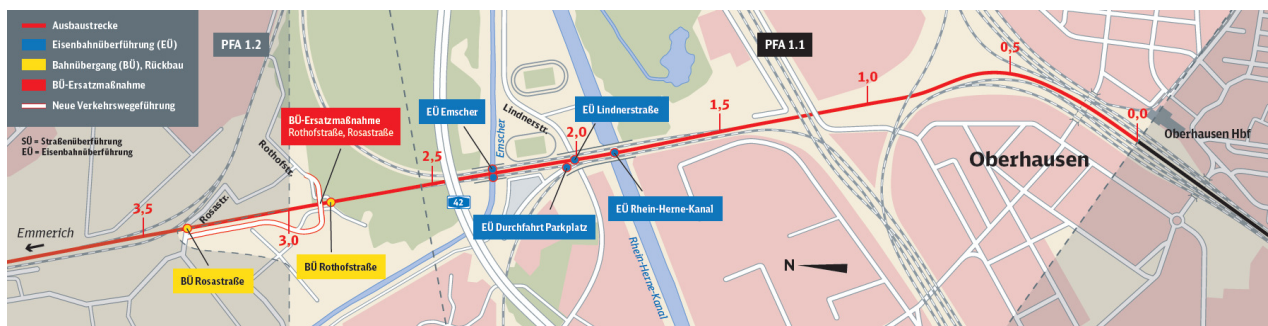 Ausbaustrecke
Eisenbahnüberführung (EÜ)
Bahnübergang (BÜ), Rückbau
BÜ-Ersatzmaßnahme
Neue Verkehrswegeführung
SÜ = Straßenüberführung
EÜ = Eisenbahnüberführung
PFA 1.2
PFA 1.1
BÜ-Ersatzmaßnahme
Rothofstraße, Rosastraße
EÜ Emscher
Emscher
Lindnerstr.
EÜ Lindnerstraße
0,5
1,0
1,5
2,0
2,5
3,0
3,5
0,0
Oberhausen Hbf
Oberhausen
Rothofstr.
Rosastr.
Emmerich
42
EÜ Durchfahrt Parkplatz
EÜ Rhein-Herne-Kanal
Rhein-Herne-Kanal
BÜ Rothofstraße
BÜ Rosastraße
N